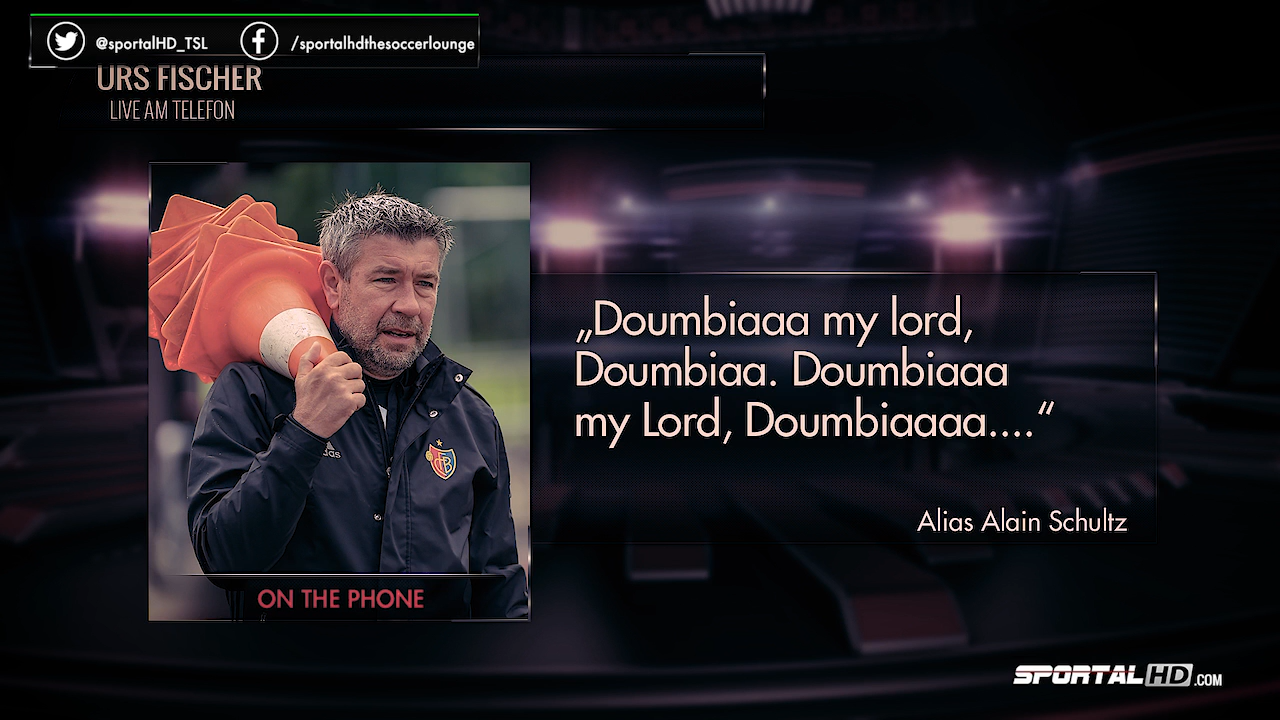 @sportalHD_TSL
/sportalhdthesoccerlounge
URS FISCHER
LIVE AM TELEFON
„Doumbiaaa my lord,
Doumbiaa. Doumbiaaa
my Lord, Doumbiaaaa....“
Alias Alain Schultz
ON THE PHONE
SPORTALHD.COM